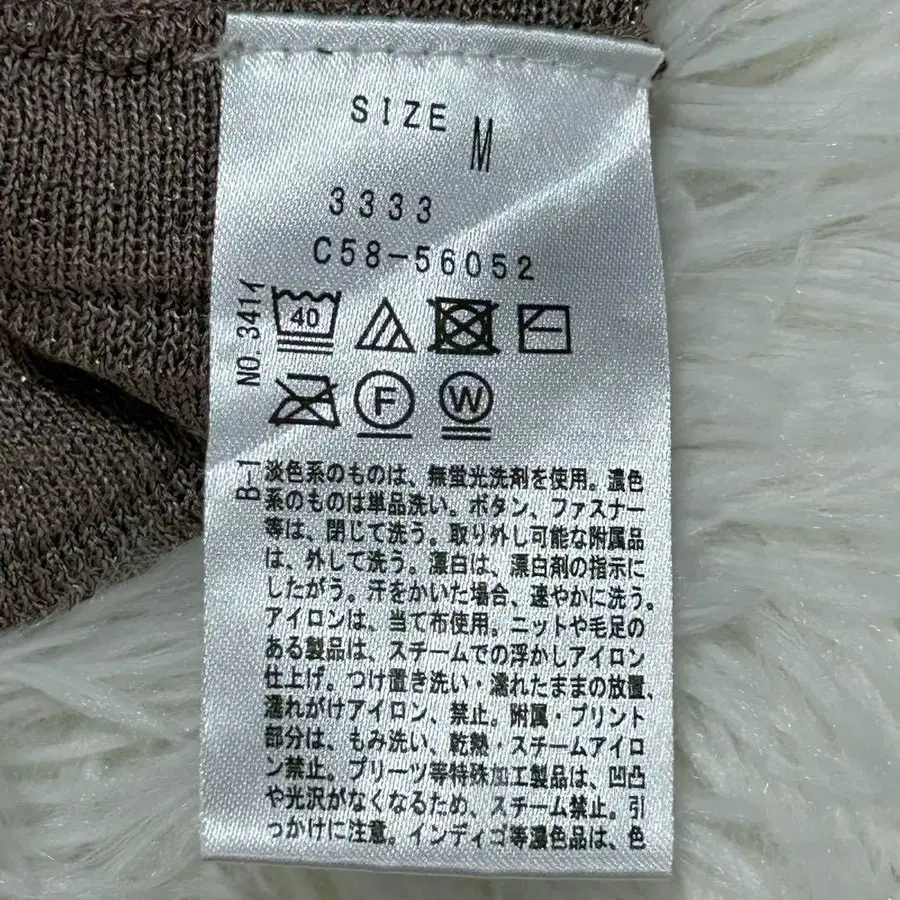 SIZE M
3333
C58-56052
NO.3414
40
F W
B-1
淡色系のものは、無蛍光洗剤を使用。濃色
系のものは単品洗い。ボタン、ファスナー
等は、閉じて洗う。取り外し可能な附属品
は、外して洗う。漂白は、漂白剤の指示に
したがう。汗をかいた場合、速やかに洗う。
アイロンは、当て布使用。ニットや毛足の
ある製品は、スチームでの浮かしアイロン
仕上げ。つけ置き洗い・濡れたままの放置、
濡れがけアイロン、禁止。附属・プリント
部分は、もみ洗い、乾熱・スチームアイロ
ン禁止。プリーツ等特殊加工製品は、凹凸
や光沢がなくなるため、スチーム禁止。引
っかけに注意。インディゴ等濃色品は、色